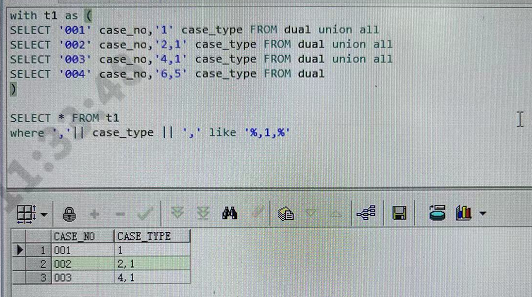 with t1 as (
SELECT '001' case_no,'1' case_type FROM dual union all
SELECT '002' case_no,'2,1' case_type FROM dual union all
SELECT '003' case_no,'4,1' case_type FROM dual union all
SELECT '004' case_no,'6,5' case_type FROM dual
)
SELECT * FROM t1
where ','|| case_type || ',' like '%,1,%'
CASE_NO CASE_TYPE
1 001 1
2 002 2,1
3 003 4,1